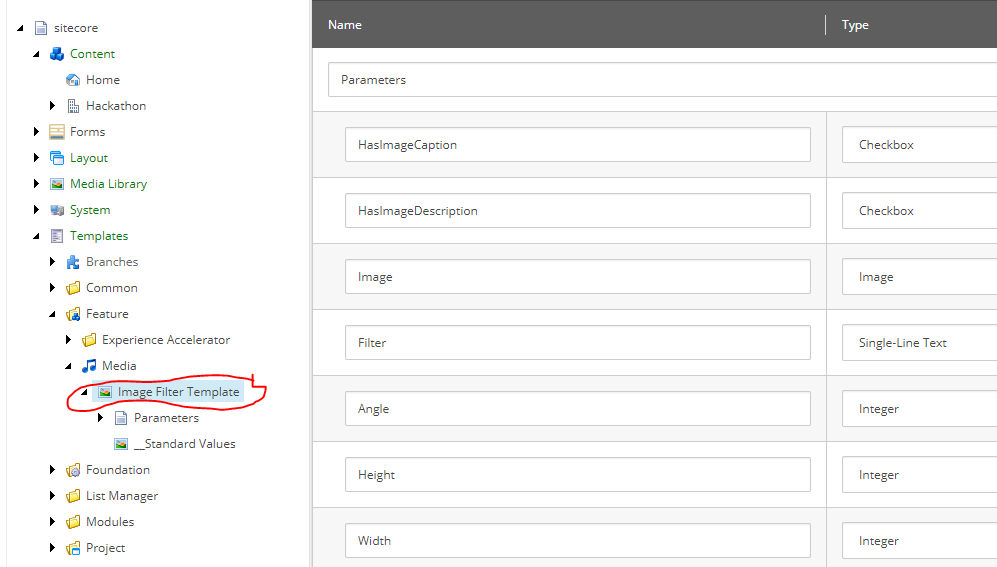 sitecore
Content
Home
Hackathon
Forms
Layout
Media Library
System
Templates
Branches
Common
Feature
Experience Accelerator
Media
Image Filter Template
Parameters
__Standard Values
Foundation
List Manager
Modules
Project
Name Type
Parameters
HasImageCaption Checkbox
HasImageDescription Checkbox
Image Image
Filter Single-Line Text
Angle Integer
Height Integer
Width Integer